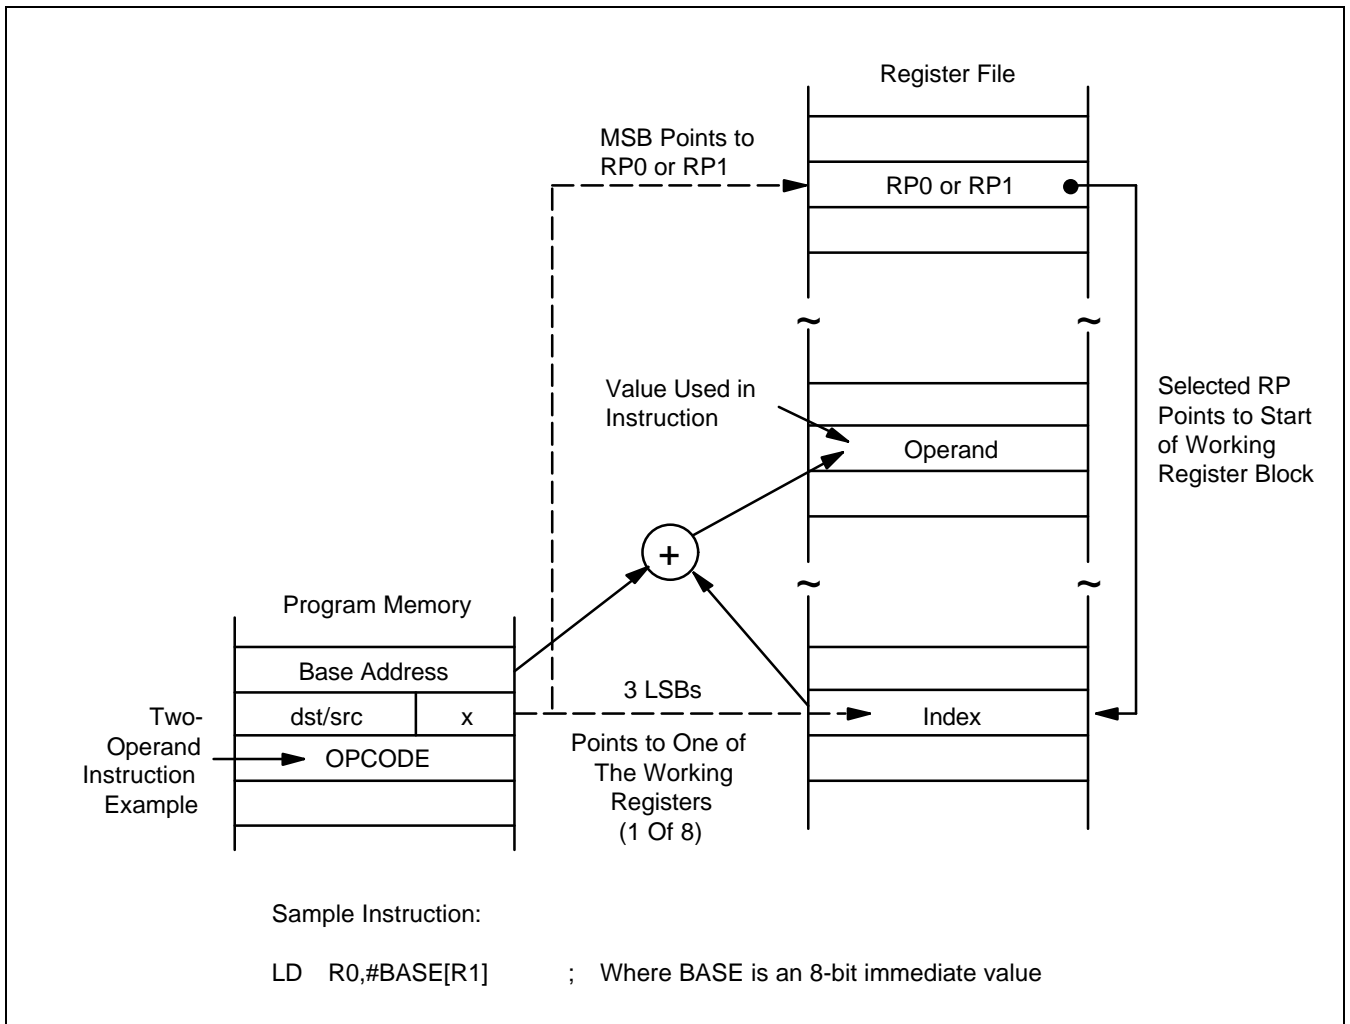 Register File
MSB Points to
RP0 or RP1
RP0 or RP1
~ ~
Value Used in
Instruction
Operand
Selected RP
Points to Start
of Working
Register Block
+
~ ~
Program Memory
Base Address
dst/src x
OPCODE
Two-
Operand
Instruction
Example
3 LSBs
Points to One of
The Working
Registers
(1 Of 8)
Index
Sample Instruction:
LD R0,#BASE[R1] ; Where BASE is an 8-bit immediate value